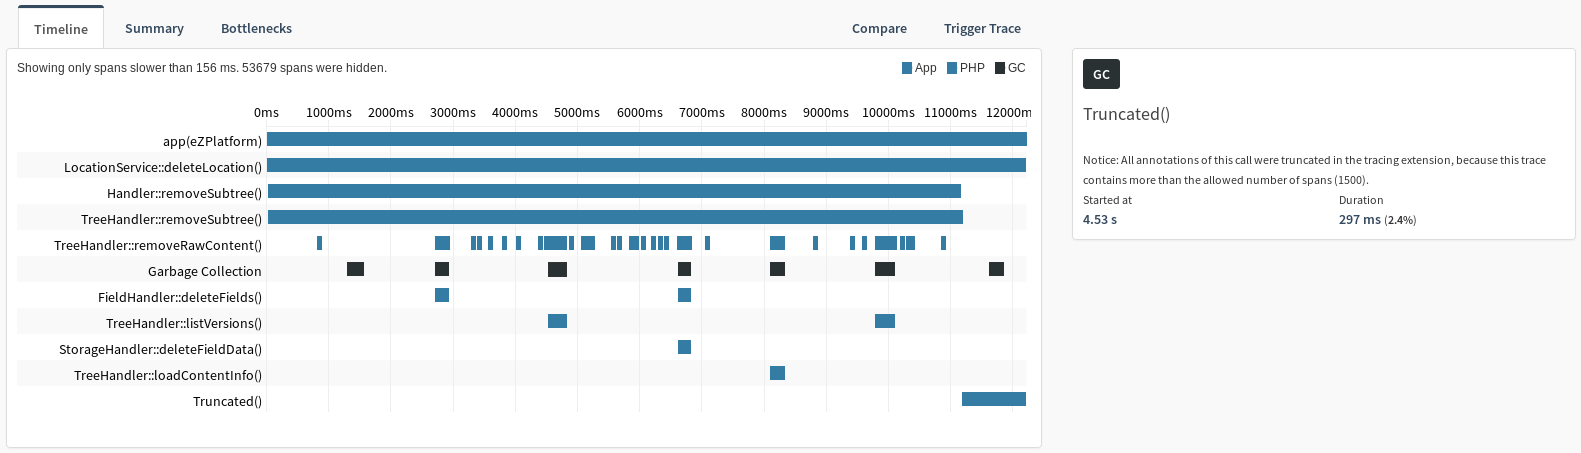 Timeline Summary Bottlenecks Compare Trigger Trace
Showing only spans slower than 156 ms. 53679 spans were hidden.
App PHP GC
0ms 1000ms 2000ms 3000ms 4000ms 5000ms 6000ms 7000ms 8000ms 9000ms 10000ms 11000ms 12000m
app(eZPlatform)
LocationService::deleteLocation()
Handler::removeSubtree()
TreeHandler::removeSubtree()
TreeHandler::removeRawContent()
Garbage Collection
FieldHandler::deleteFields()
TreeHandler::listVersions()
StorageHandler::deleteFieldData()
TreeHandler::loadContentInfo()
Truncated()
GC
Truncated()
Notice: All annotations of this call were truncated in the tracing extension, because this trace
contains more than the allowed number of spans (1500).
Started at Duration
4.53 s 297 ms (2.4%)